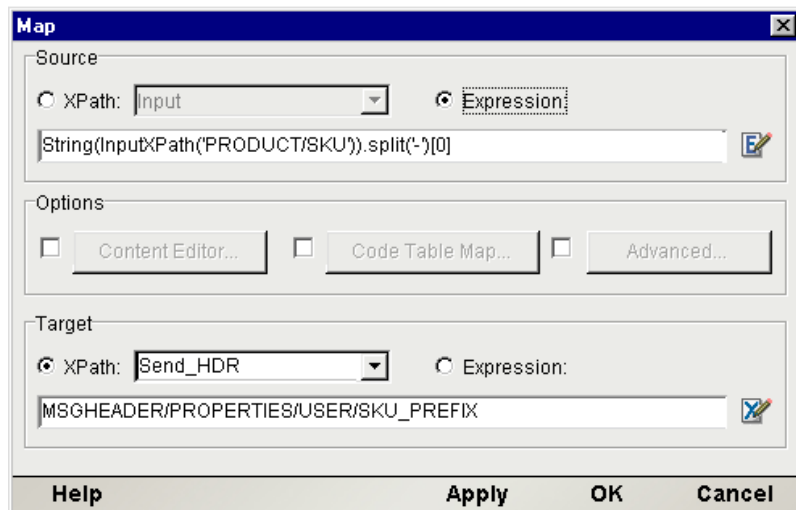 Map
Source
XPath: Input Expression:
String(InputXPath('PRODUCT/SKU')).split('-')[0]
Options
Content Editor... Code Table Map... Advanced...
Target
XPath: Send_HDR Expression:
MSGHEADER/PROPERTIES/USER/SKU_PREFIX
Help Apply OK Cancel